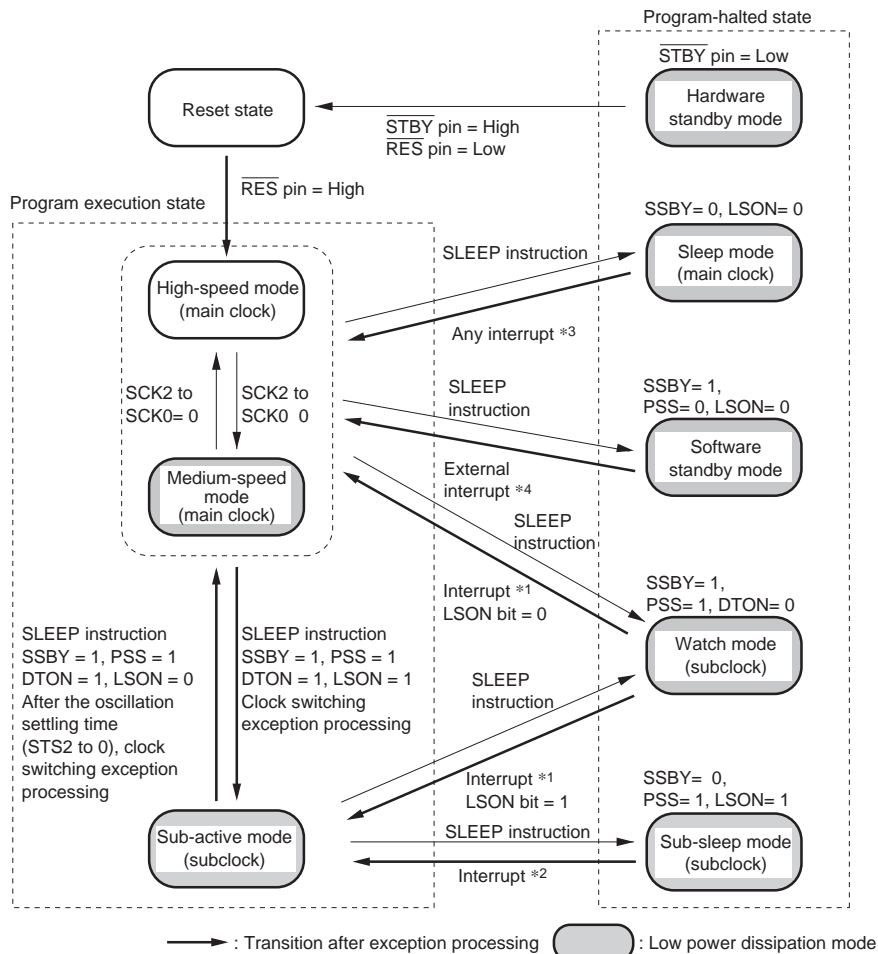 Program-halted state
STBY pin = Low
Reset state
Hardware
standby mode
STBY pin = High
RES pin = Low
RES pin = High
Program execution state
SSBY= 0, LSON= 0
SLEEP instruction
Sleep mode
(main clock)
High-speed mode
(main clock)
Any interrupt *3
SCK2 to
SCK0= 0
SCK2 to
SCK0 0
SLEEP
instruction
SSBY= 1,
PSS= 0, LSON= 0
Software
standby mode
Medium-speed
mode
(main clock)
External
interrupt *4
SLEEP
instruction
Interrupt *1
LSON bit = 0
SSBY= 1,
PSS= 1, DTON= 0
Watch mode
(subclock)
SLEEP instruction
SSBY = 1, PSS = 1
DTON = 1, LSON = 0
After the oscillation
settling time
(STS2 to 0), clock
switching exception
processing
SLEEP instruction
SSBY = 1, PSS = 1
DTON = 1, LSON = 1
Clock switching
exception processing
SLEEP
instruction
Interrupt *1
LSON bit = 1
SSBY= 0,
PSS= 1, LSON= 1
Sub-active mode
(subclock)
SLEEP instruction
Sub-sleep mode
(subclock)
Interrupt *2
: Transition after exception processing
: Low power dissipation mode